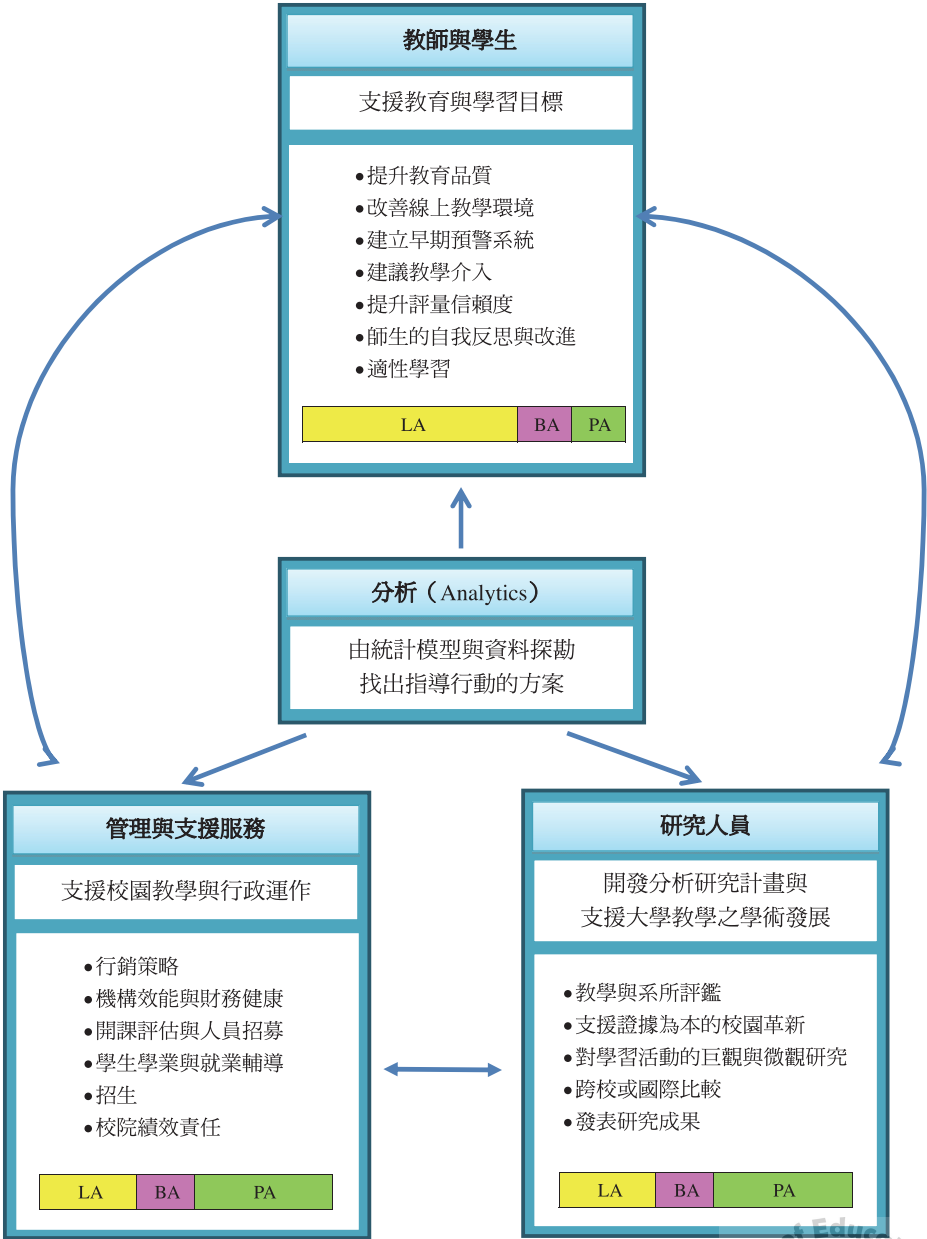 教師與學生
支援教育與學習目標
●提升教育品質
●改善線上教學環境
●建立早期預警系統
●建議教學介入
●提升評量信賴度
●師生的自我反思與改進
●適性學習
LA BA PA
分析（Analytics）
由統計模型與資料探勘
找出指導行動的方案
管理與支援服務
支援校園教學與行政運作
●行銷策略
●機構效能與財務健康
●開課評估與人員招募
●學生學業與就業輔導
●招生
●校院績效責任
LA BA PA
研究人員
開發分析研究計畫與
支援大學教學之學術發展
●教學與系所評鑑
●支援證據為本的校園革新
●對學習活動的巨觀與微觀研究
●跨校或國際比較
●發表研究成果
LA BA PA